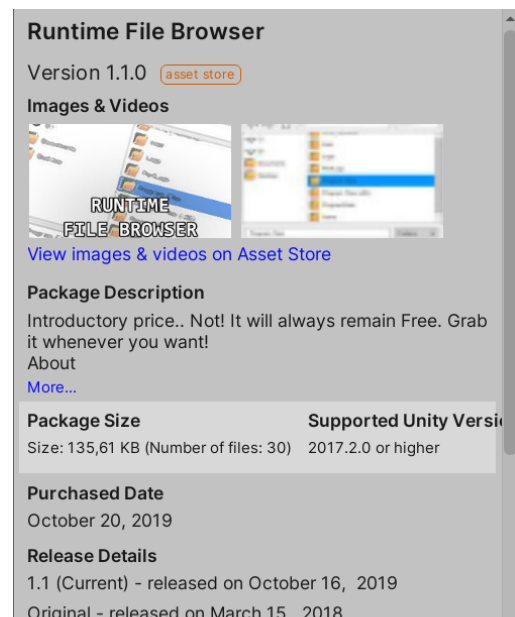 Runtime File Browser
Version 1.1.0 asset store
Images & Videos
RUNTIME
FILE BROWSER
View images & videos on Asset Store
Package Description
Introductory price.. Not! It will always remain Free. Grab
it whenever you want!
About
More...
Package Size Supported Unity Versi
Size: 135,61 KB (Number of files: 30) 2017.2.0 or higher
Purchased Date
October 20, 2019
Release Details
1.1 (Current) - released on October 16, 2019
Original - released on March 15, 2018